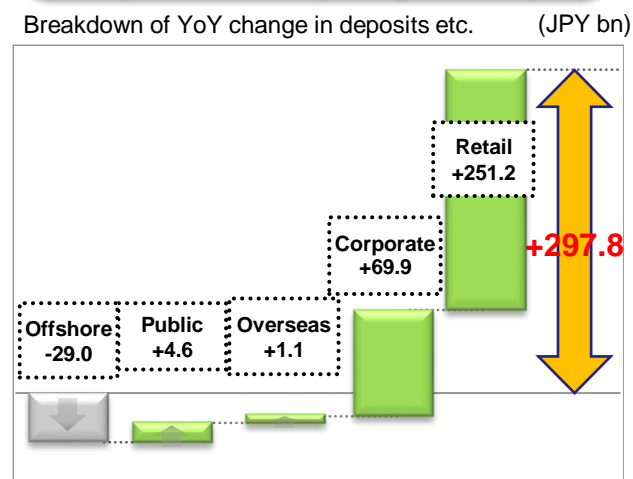 Breakdown of YoY change in deposits etc. (JPY bn)
Retail
+251.2
+297.8
Corporate
+69.9
Offshore
-29.0
Public
+4.6
Overseas
+1.1